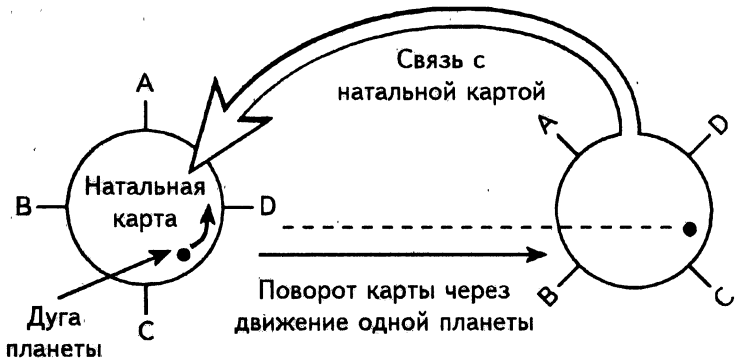 Связь с
натальной картой
A
B
Натальная
карта
D
C
Дуга
планеты
Поворот карты через
движение одной планеты
A
D
B
C